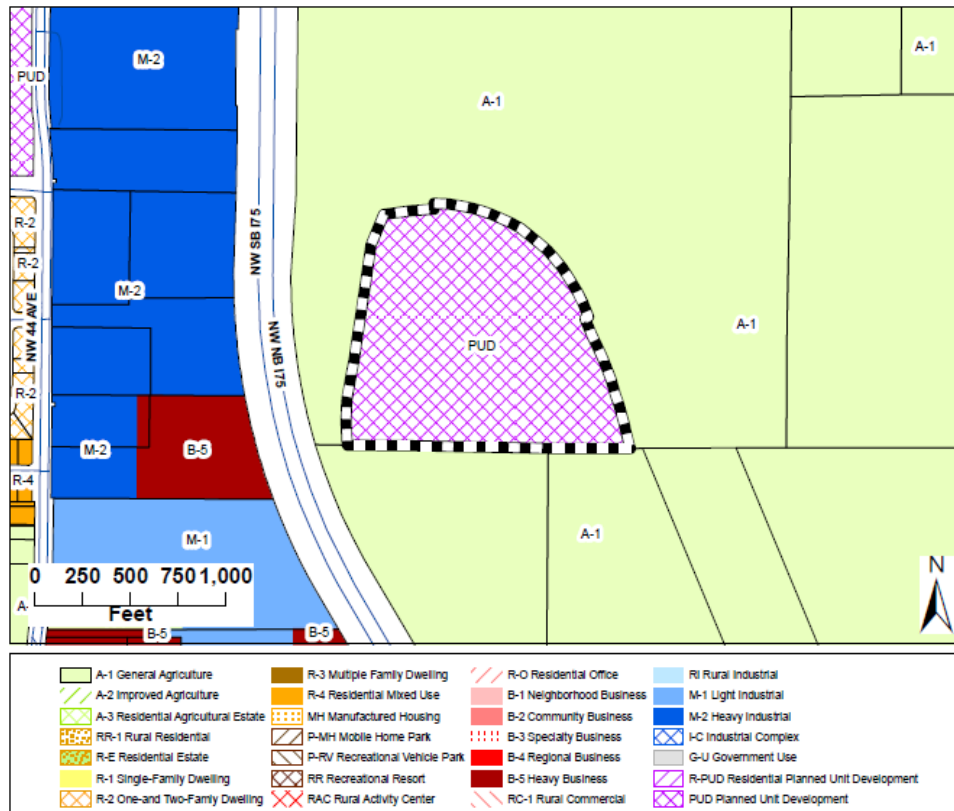 M-2
A-1
PUD
A-1
R-2
NW SB I75
R-2
M-2
NW 44 AVE
A-1
NW NB I75
PUD
R-2
M-2
B-5
R-4
M-1
A-1
0 250 500 750 1,000
Feet
A-
B-5
B-5
N
A-1 General Agriculture
A-2 Improved Agriculture
A-3 Residential Agricultural Estate
RR-1 Rural Residential
R-E Residential Estate
R-1 Single-Family Dwelling
R-2 One-and Two-Family Dwelling
R-3 Multiple Family Dwelling
R-4 Residential Mixed Use
MH Manufactured Housing
P-MH Mobile Home Park
P-RV Recreational Vehicle Park
RR Recreational Resort
RAC Rural Activity Center
R-O Residential Office
B-1 Neighborhood Business
B-2 Community Business
B-3 Specialty Business
B-4 Regional Business
B-5 Heavy Business
RC-1 Rural Commercial
RI Rural Industrial
M-1 Light Industrial
M-2 Heavy Industrial
I-C Industrial Complex
G-U Government Use
R-PUD Residential Planned Unit Development
PUD Planned Unit Development